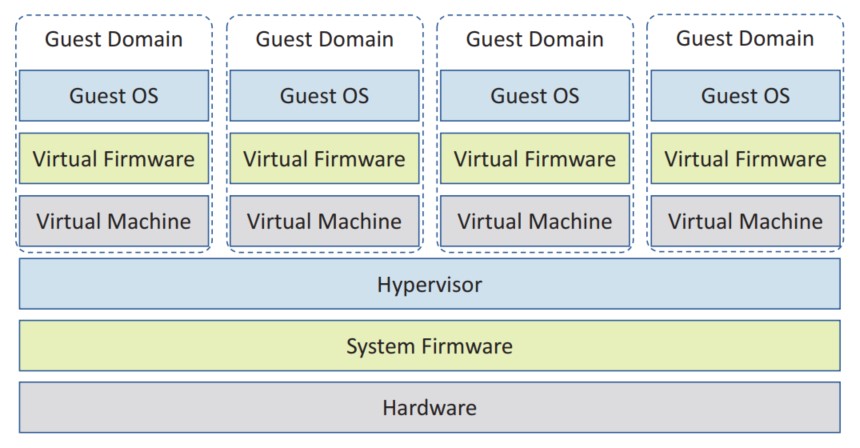 Guest Domain
Guest Domain
Guest Domain
Guest Domain
Guest OS
Guest OS
Guest OS
Guest OS
Virtual Firmware
Virtual Firmware
Virtual Firmware
Virtual Firmware
Virtual Machine
Virtual Machine
Virtual Machine
Virtual Machine
Hypervisor
System Firmware
Hardware